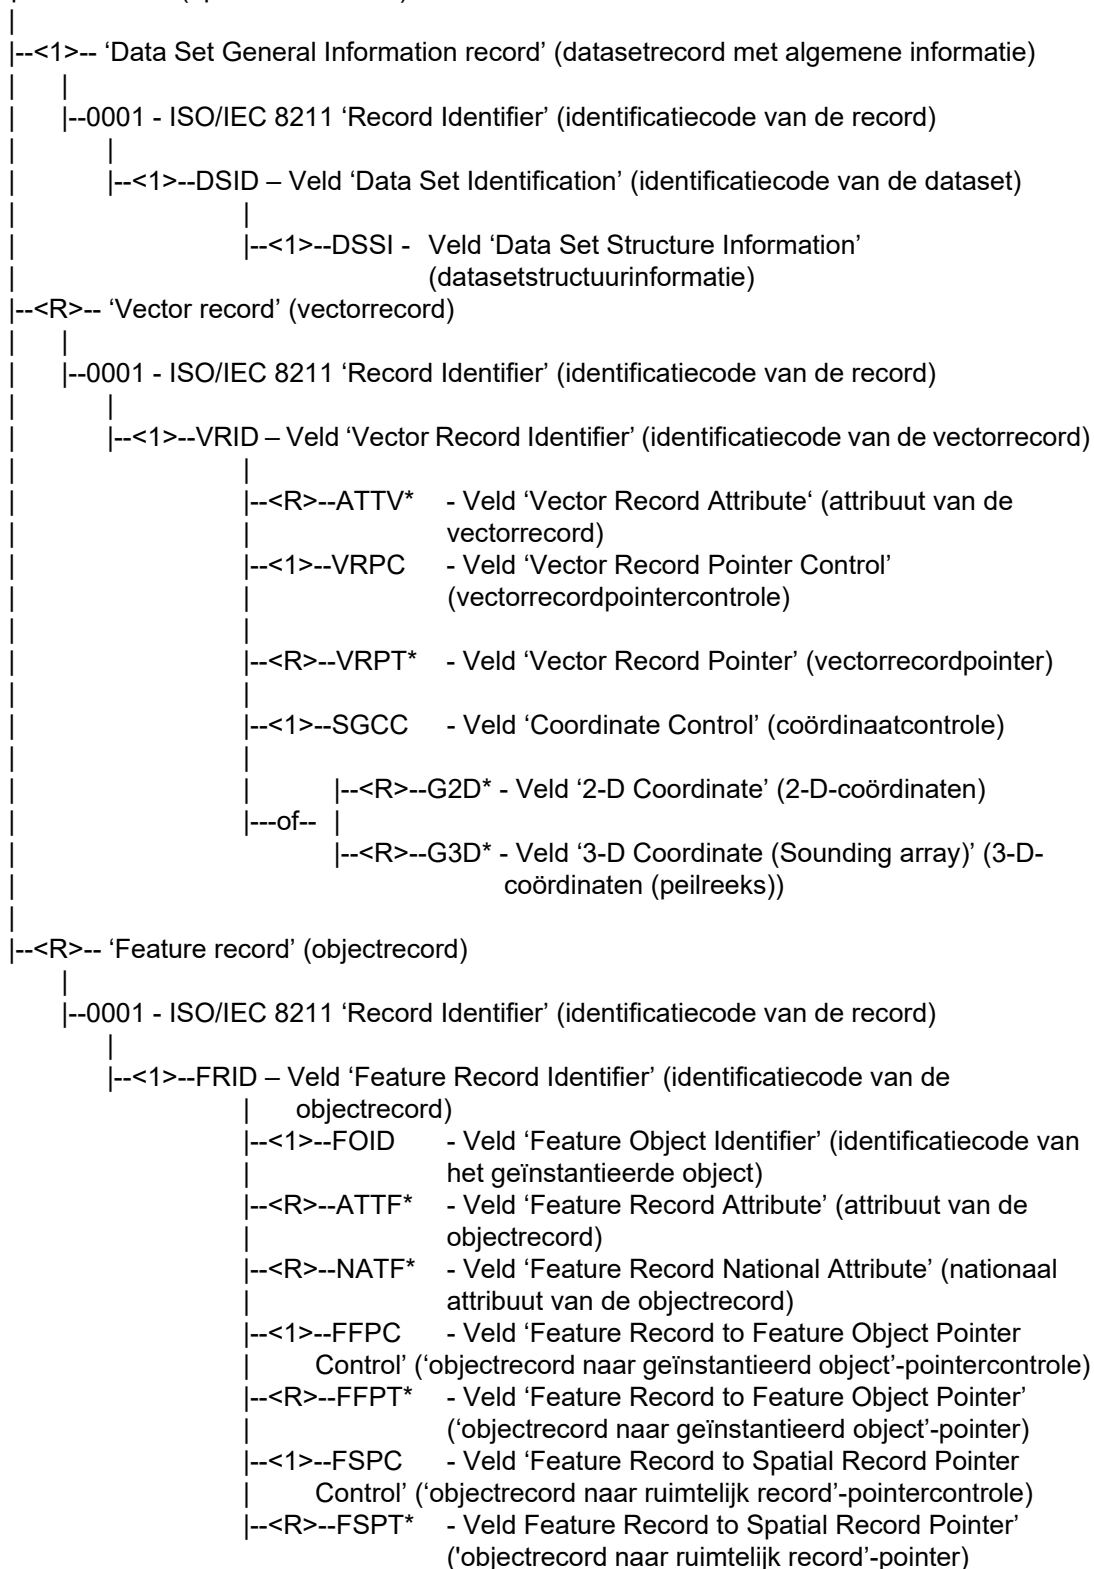 |
|--<1>-- ‘Data Set General Information record’ (datasetrecord met algemene informatie)
| |
| |--0001 - ISO/IEC 8211 ‘Record Identifier’ (identificatiecode van de record)
| |
| |--<1>--DSID – Veld ‘Data Set Identification’ (identificatiecode van de dataset)
| |
| |--<1>--DSSI - Veld ‘Data Set Structure Information’
| (datasetstructuurinformatie)
|--<R>-- ‘Vector record’ (vectorrecord)
| |
| |--0001 - ISO/IEC 8211 ‘Record Identifier’ (identificatiecode van de record)
| |
| |--<1>--VRID – Veld ‘Vector Record Identifier’ (identificatiecode van de vectorrecord)
| |
| |--<R>--ATTV* - Veld ‘Vector Record Attribute‘ (attribuut van de
| | vectorrecord)
| |--<1>--VRPC - Veld ‘Vector Record Pointer Control’
| | (vectorrecordpointercontrole)
| |
| |--<R>--VRPT* - Veld ‘Vector Record Pointer’ (vectorrecordpointer)
| |
| |--<1>--SGCC - Veld ‘Coordinate Control’ (coördinaatcontrole)
| |
| | |--<R>--G2D* - Veld ‘2-D Coordinate’ (2-D-coördinaten)
| |---of-- |
| |--<R>--G3D* - Veld ‘3-D Coordinate (Sounding array)’ (3-D-
| coördinaten (peilreeks))
|
|--<R>-- ‘Feature record’ (objectrecord)
|
|--0001 - ISO/IEC 8211 ‘Record Identifier’ (identificatiecode van de record)
|
|--<1>--FRID – Veld ‘Feature Record Identifier’ (identificatiecode van de
| objectrecord)
|--<1>--FOID - Veld ‘Feature Object Identifier’ (identificatiecode van
| het geïnstantieerde object)
|--<R>--ATTF* - Veld ‘Feature Record Attribute’ (attribuut van de
| objectrecord)
|--<R>--NATF* - Veld ‘Feature Record National Attribute’ (nationaal
| attribuut van de objectrecord)
|--<1>--FFPC - Veld ‘Feature Record to Feature Object Pointer
| Control’ (‘objectrecord naar geïnstantieerd object’-pointercontrole)
|--<R>--FFPT* - Veld ‘Feature Record to Feature Object Pointer’
| (‘objectrecord naar geïnstantieerd object’-pointer)
|--<1>--FSPC - Veld ‘Feature Record to Spatial Record Pointer
| Control’ (‘objectrecord naar ruimtelijk record’-pointercontrole)
|--<R>--FSPT* - Veld Feature Record to Spatial Record Pointer’
('objectrecord naar ruimtelijk record’-pointer)